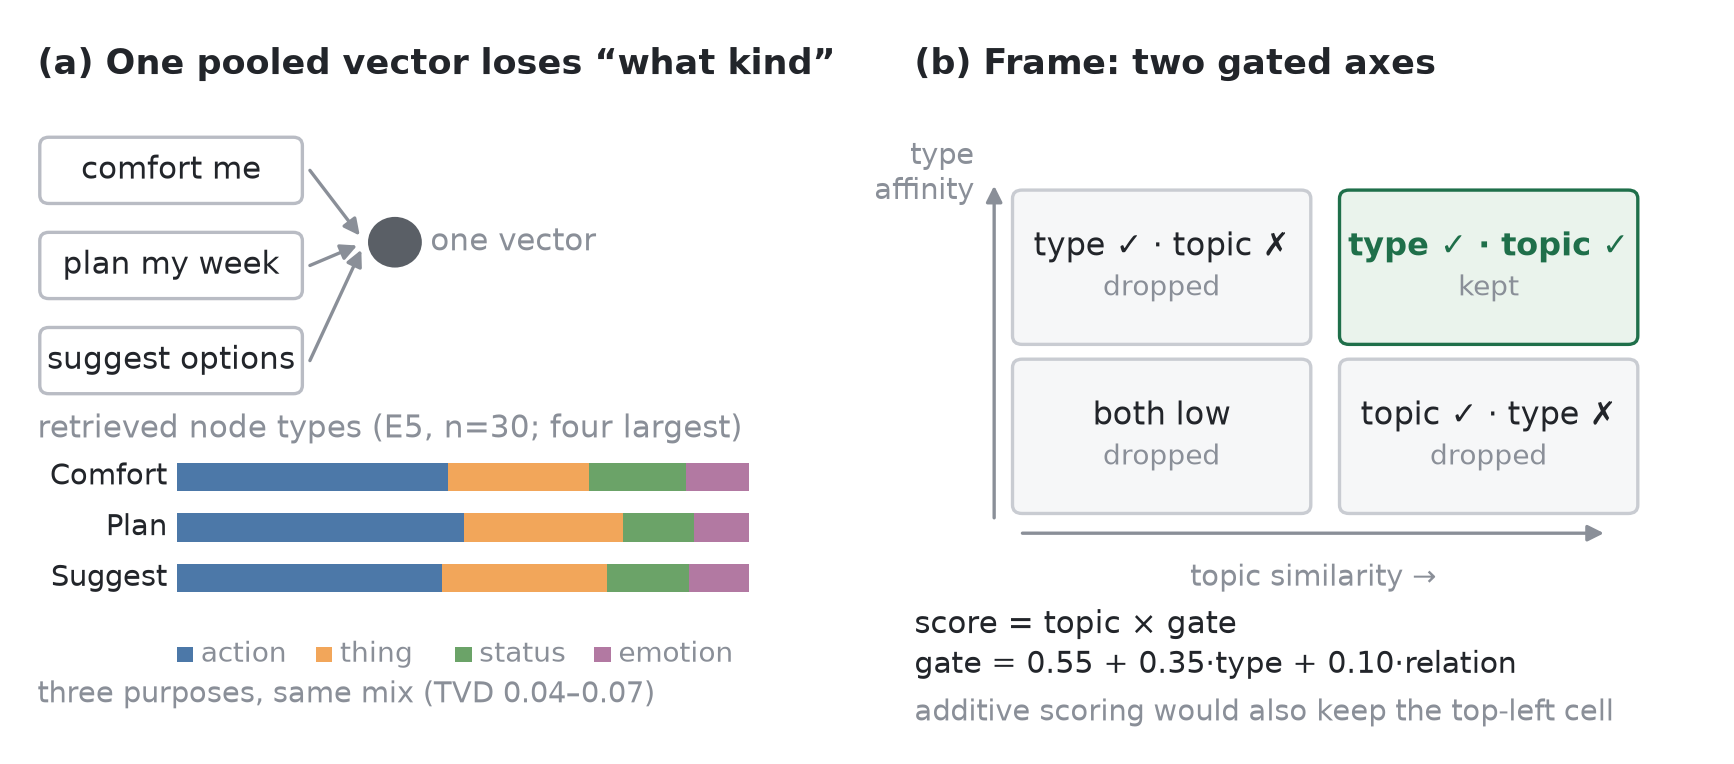 (a) One pooled vector loses “what kind”
comfort me
plan my week
suggest options
one vector
retrieved node types (E5, n=30; four largest)
Comfort
Plan
Suggest
action thing status emotion
three purposes, same mix (TVD 0.04–0.07)
(b) Frame: two gated axes
type
affinity
type ✓ · topic ✗
dropped
type ✓ · topic ✓
kept
both low
dropped
topic ✓ · type ✗
dropped
topic similarity →
score = topic × gate
gate = 0.55 + 0.35·type + 0.10·relation
additive scoring would also keep the top-left cell